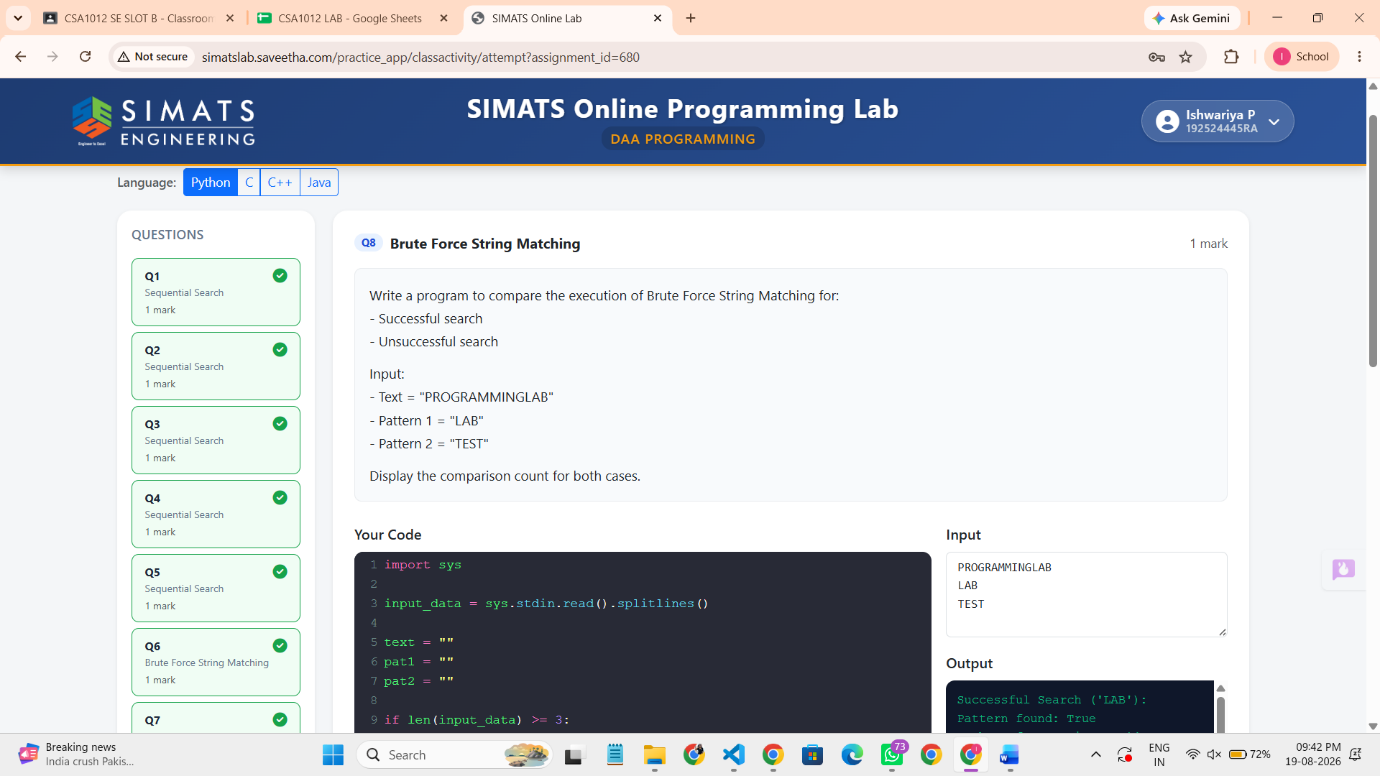 CSA1012 SE SLOT B - Classroom
CSA1012 LAB - Google Sheets
SIMATS Online Lab
Ask Gemini
Not secure
simatslab.saveetha.com/practice_app/classactivity/attempt?assignment_id=680
I
School
SIMATS
ENGINEERING
SIMATS Online Programming Lab
DAA PROGRAMMING
Ishwariya P
192524445RA
Language:
Python
C
C++
Java
QUESTIONS
Q1
Sequential Search
1 mark
Q2
Sequential Search
1 mark
Q3
Sequential Search
1 mark
Q4
Sequential Search
1 mark
Q5
Sequential Search
1 mark
Q6
Brute Force String Matching
1 mark
Q7
Q8 Brute Force String Matching
1 mark
Write a program to compare the execution of Brute Force String Matching for:
- Successful search
- Unsuccessful search
Input:
- Text = "PROGRAMMINGLAB"
- Pattern 1 = "LAB"
- Pattern 2 = "TEST"
Display the comparison count for both cases.
Your Code
1 import sys
2
3 input_data = sys.stdin.read().splitlines()
4
5 text = ""
6 pat1 = ""
7 pat2 = ""
8
9 if len(input_data) >= 3:
Input
PROGRAMMINGLAB
LAB
TEST
Output
Successful Search ('LAB'):
Pattern found: True
Breaking news
India crush Pakis...
Search
73
ENG
IN
72%
09:42 PM
19-08-2026